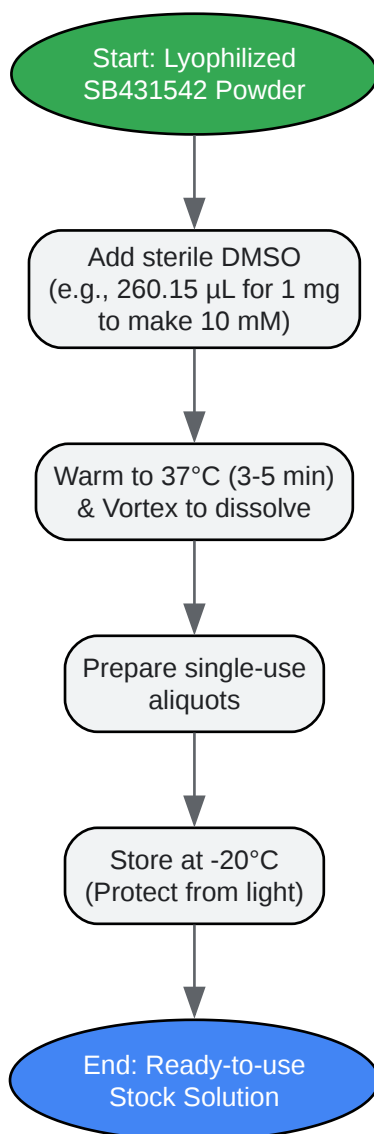 Start: Lyophilized
SB431542 Powder
Add sterile DMSO
(e.g., 260.15 µL for 1 mg
to make 10 mM)
Warm to 37°C (3-5 min)
& Vortex to dissolve
Prepare single-use
aliquots
Store at -20°C
(Protect from light)
End: Ready-to-use
Stock Solution